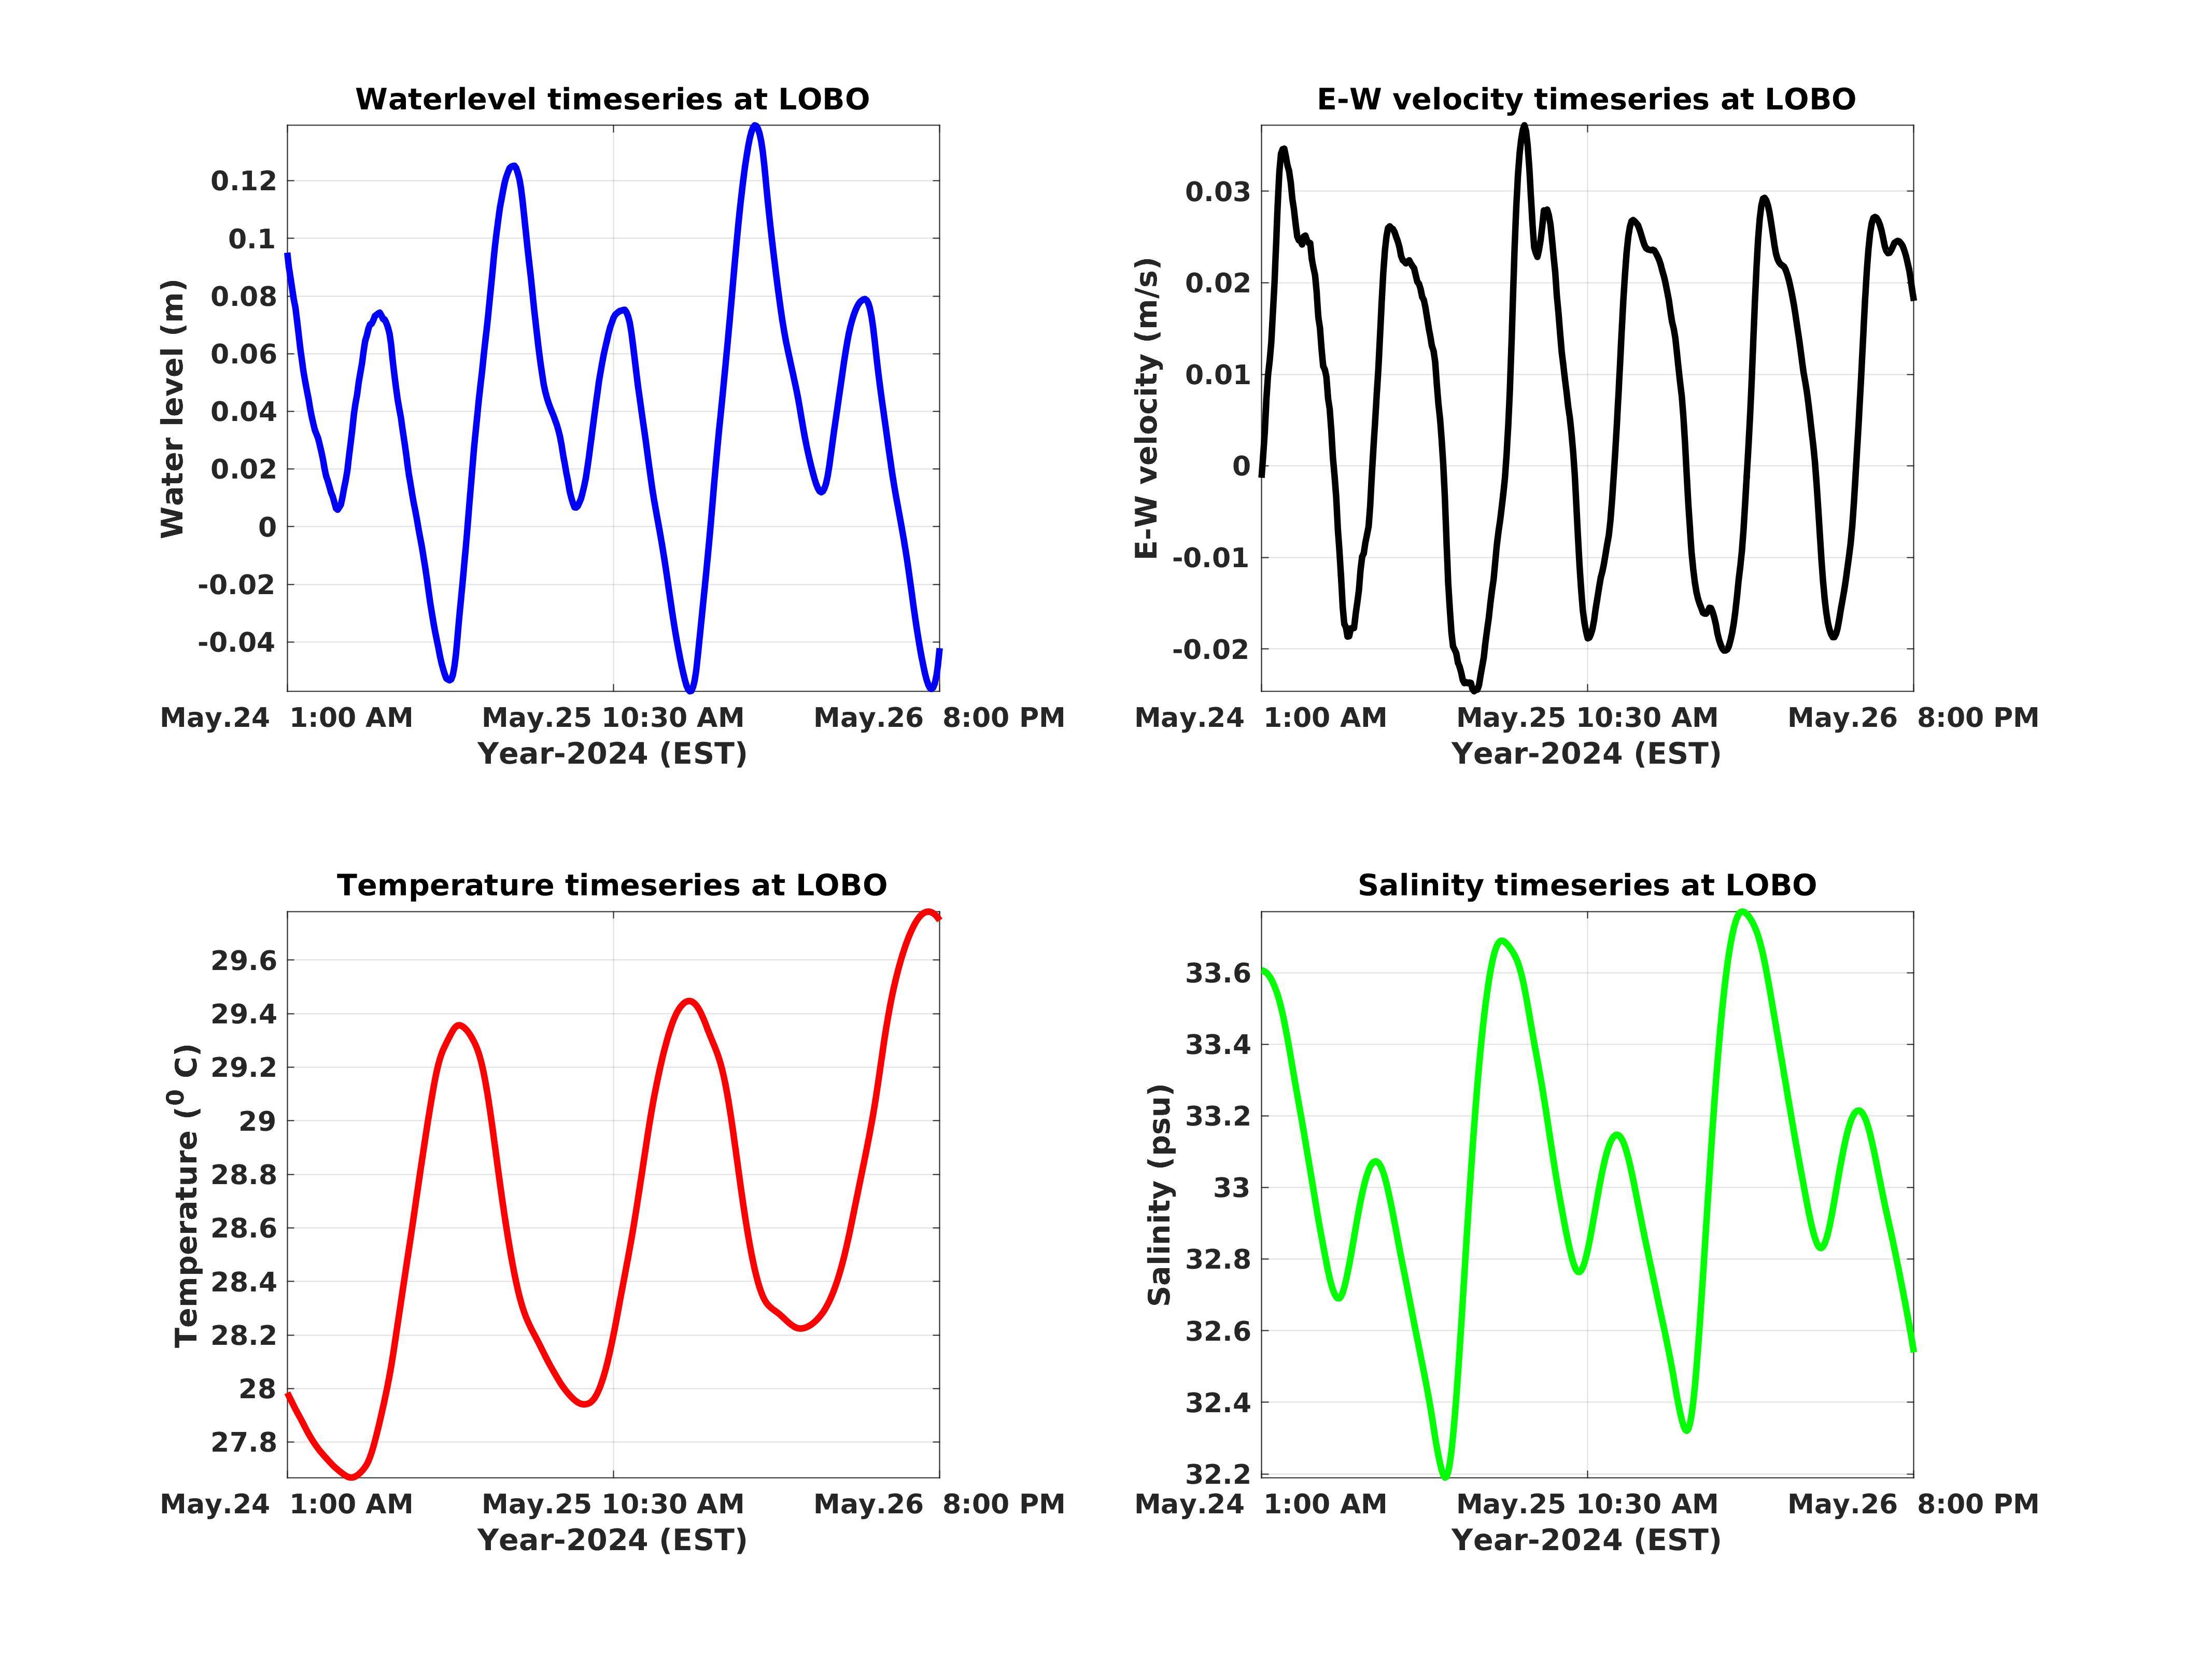 Waterlevel timeseries at LOBO
Water level (m)
0.12
0.1
0.08
0.06
0.04
0.02
0
-0.02
-0.04
May.24 1:00 AM May.25 10:30 AM May.26 8:00 PM
Year-2024 (EST)
E-W velocity timeseries at LOBO
E-W velocity (m/s)
0.03
0.02
0.01
0
-0.01
-0.02
May.24 1:00 AM May.25 10:30 AM May.26 8:00 PM
Year-2024 (EST)
Temperature timeseries at LOBO
Temperature (⁰ C)
29.6
29.4
29.2
29
28.8
28.6
28.4
28.2
28
27.8
May.24 1:00 AM May.25 10:30 AM May.26 8:00 PM
Year-2024 (EST)
Salinity timeseries at LOBO
Salinity (psu)
33.6
33.4
33.2
33
32.8
32.6
32.4
32.2
May.24 1:00 AM May.25 10:30 AM May.26 8:00 PM
Year-2024 (EST)